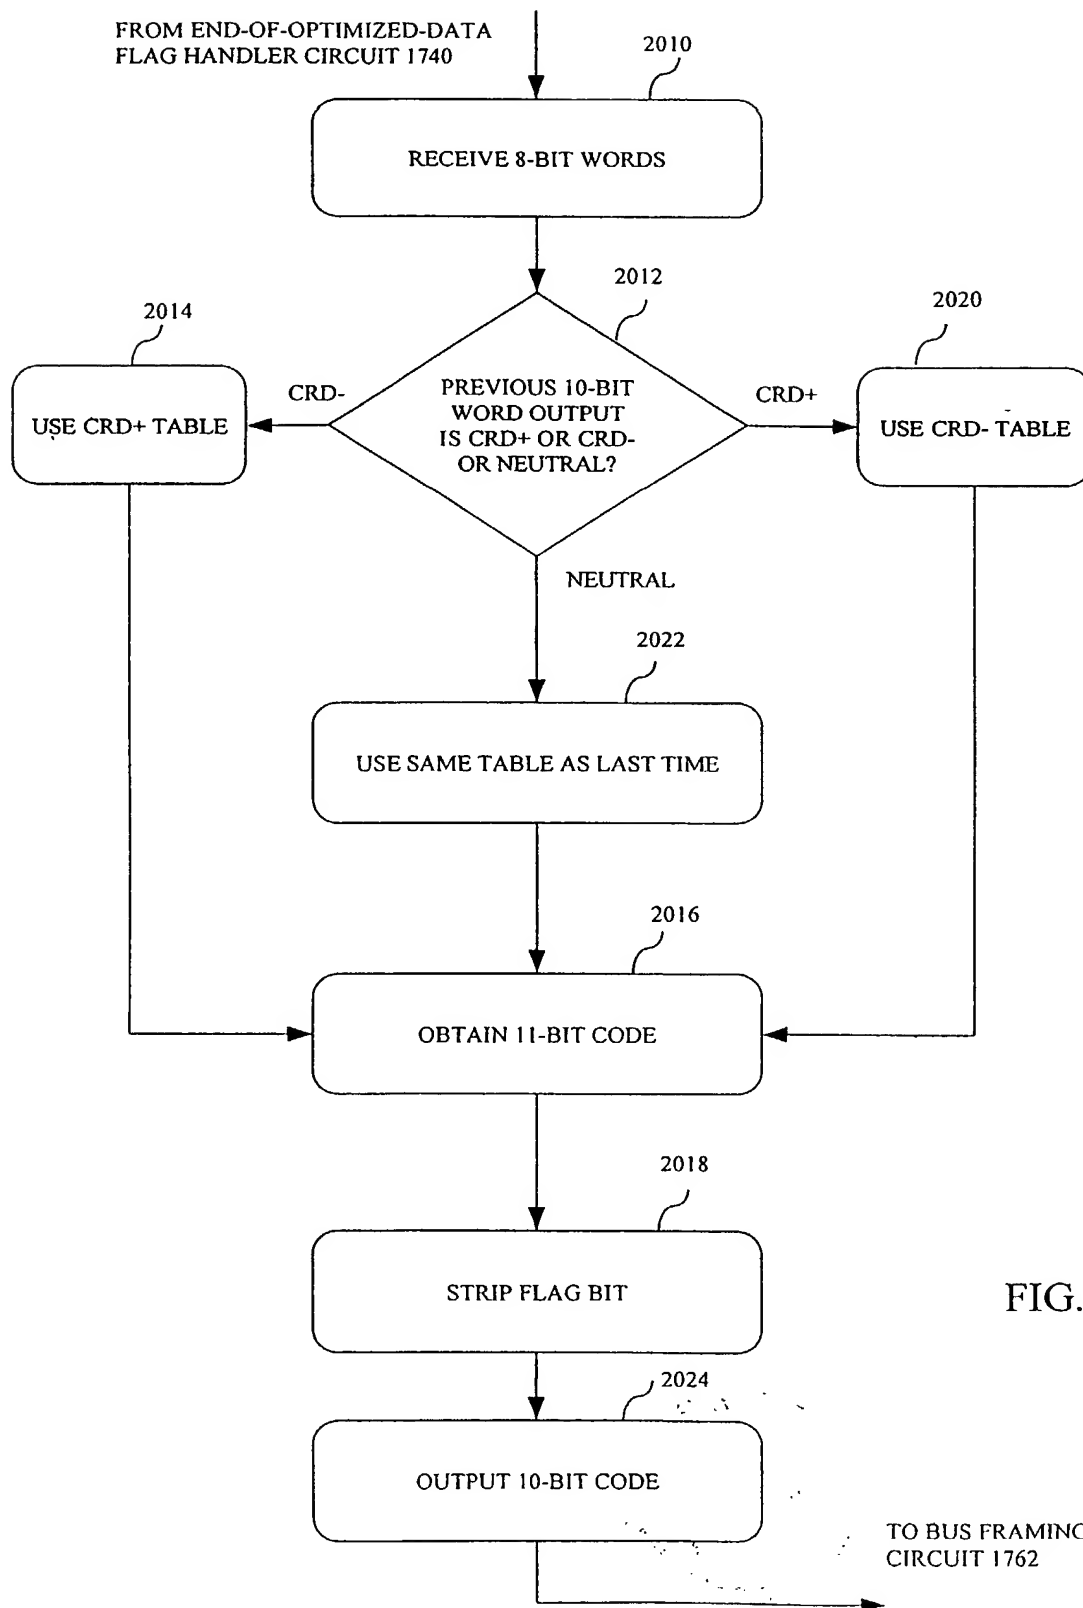 FROM END-OF-OPTIMIZED-DATA
FLAG HANDLER CIRCUIT 1740
2010
RECEIVE 8-BIT WORDS
2012
2014
2020
CRD-
PREVIOUS 10-BIT
WORD OUTPUT
IS CRD+ OR CRD-
OR NEUTRAL?
CRD+
USE CRD+ TABLE
USE CRD- TABLE
NEUTRAL
2022
USE SAME TABLE AS LAST TIME
2016
OBTAIN 11-BIT CODE
2018
STRIP FLAG BIT
FIG.
2024
OUTPUT 10-BIT CODE
TO BUS FRAMING
CIRCUIT 1762